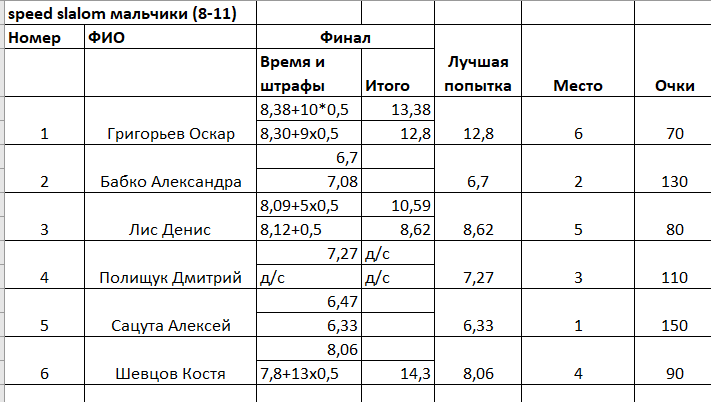 speed slalom мальчики (8-11)
Номер ФИО Финал
Время и штрафы Итого Лучшая попытка Место Очки
8,38+10*0,5 13,38
1 Григорьев Оскар 8,30+9x0,5 12,8 12,8 6 70
6,7
2 Бабко Александра 7,08 6,7 2 130
8,09+5x0,5 10,59
3 Лис Денис 8,12+0,5 8,62 8,62 5 80
7,27 д/с
4 Полищук Дмитрий д/с д/с 7,27 3 110
6,47
5 Сацута Алексей 6,33 6,33 1 150
8,06
6 Шевцов Костя 7,8+13x0,5 14,3 8,06 4 90